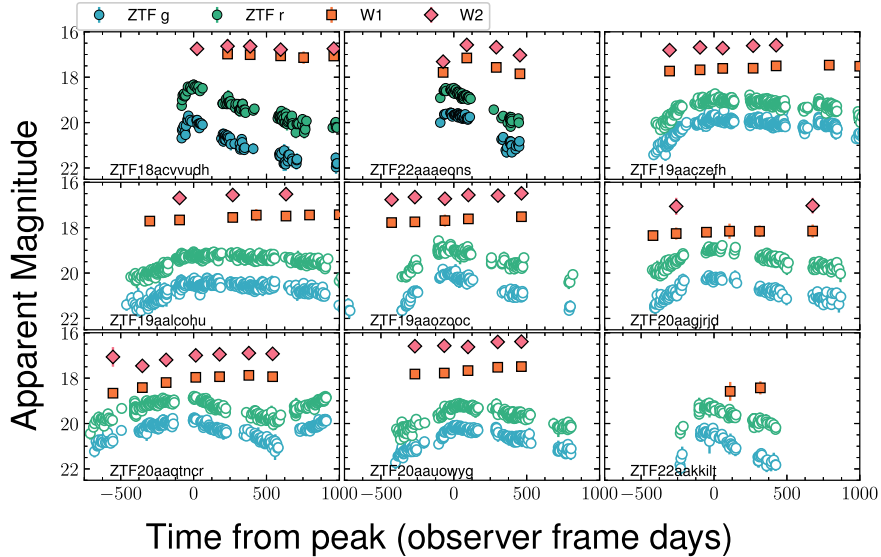 ZTF g ZTF r W1 W2
16
18
20
22
ZTF18acvvudh ZTF22aaaeons ZTF19aaczefh
16
18
20
22
ZTF19aalcohu ZTF19aaozooc ZTF20aagjrjd
16
18
20
22
ZTF20aaqtncr ZTF20aauowyg ZTF22aakkilt
−500 0 500 1000 −500 0 500 1000 −500 0 500 1000
Apparent Magnitude
Time from peak (observer frame days)